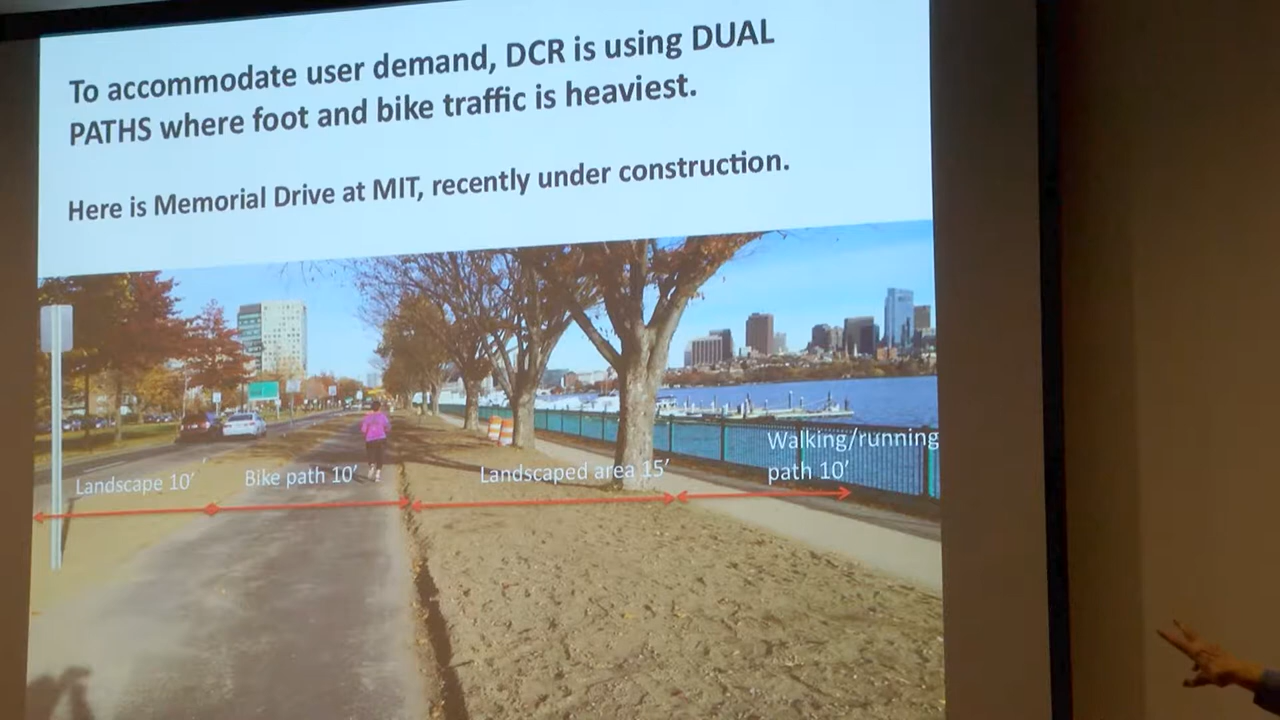 To accommodate user demand, DCR is using DUAL
PATHS where foot and bike traffic is heaviest.
Here is Memorial Drive at MIT, recently under construction.
Landscape 10'
Bike path 10'
Landscaped area 15'
Walking/running
path 10'